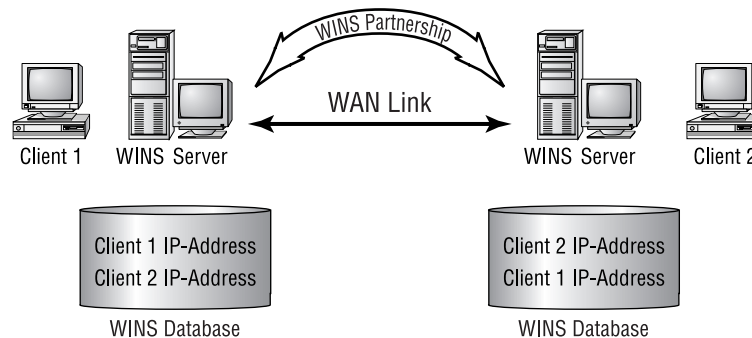 WINS Partnership
WAN Link
Client 1
WINS Server
WINS Server
Client 2
Client 1 IP-Address
Client 2 IP-Address
WINS Database
Client 2 IP-Address
Client 1 IP-Address
WINS Database